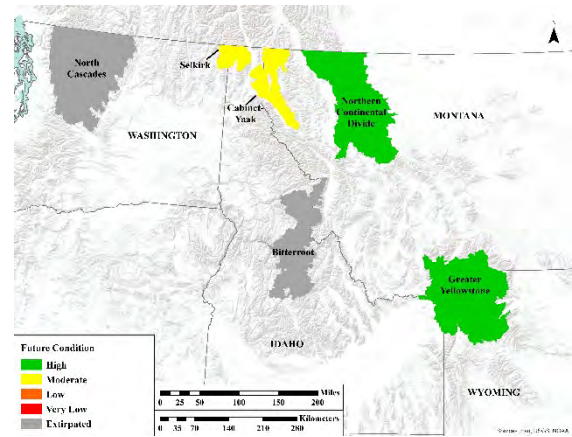 North
Cascades
Selkirk
Cabinet-
Yaak
Northern
Continental
Divide
MONTANA
WASHINGTON
Bitterroot
Greater
Yellowstone
IDAHO
WYOMING
Future Condition
High
Moderate
Low
Very Low
Extirpated
Miles
0 25 50 100 150 200
Kilometers
0 35 70 140 210 280